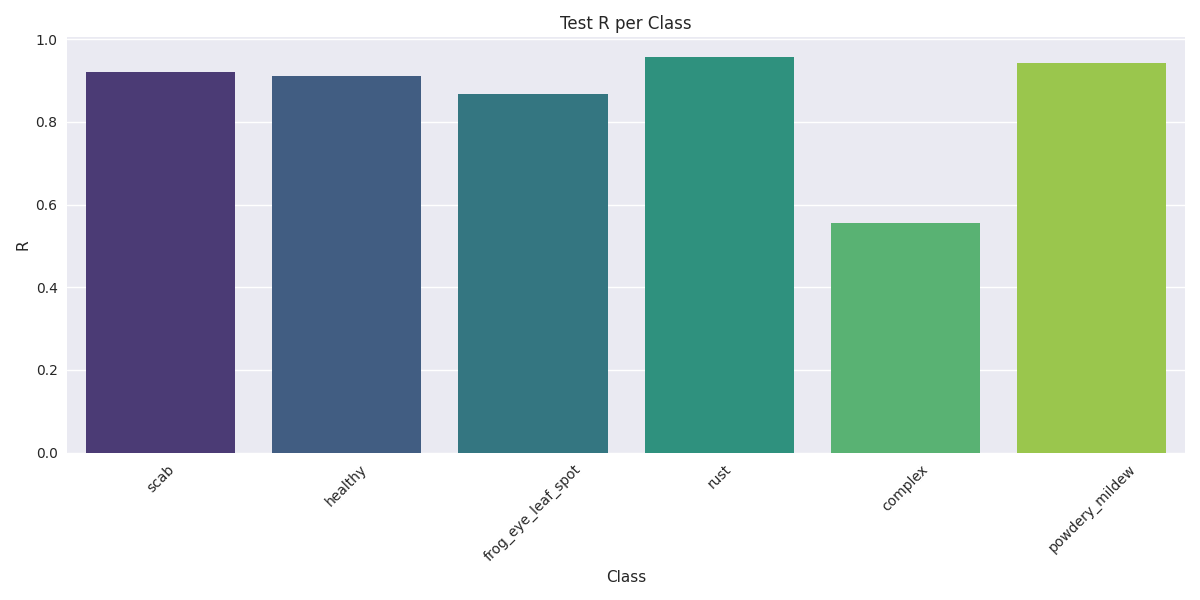 Test R per Class
1.0
0.8
0.6
0.4
0.2
0.0
R
scab
healthy
frog_eye_leaf_spot
rust
complex
powdery_mildew
Class